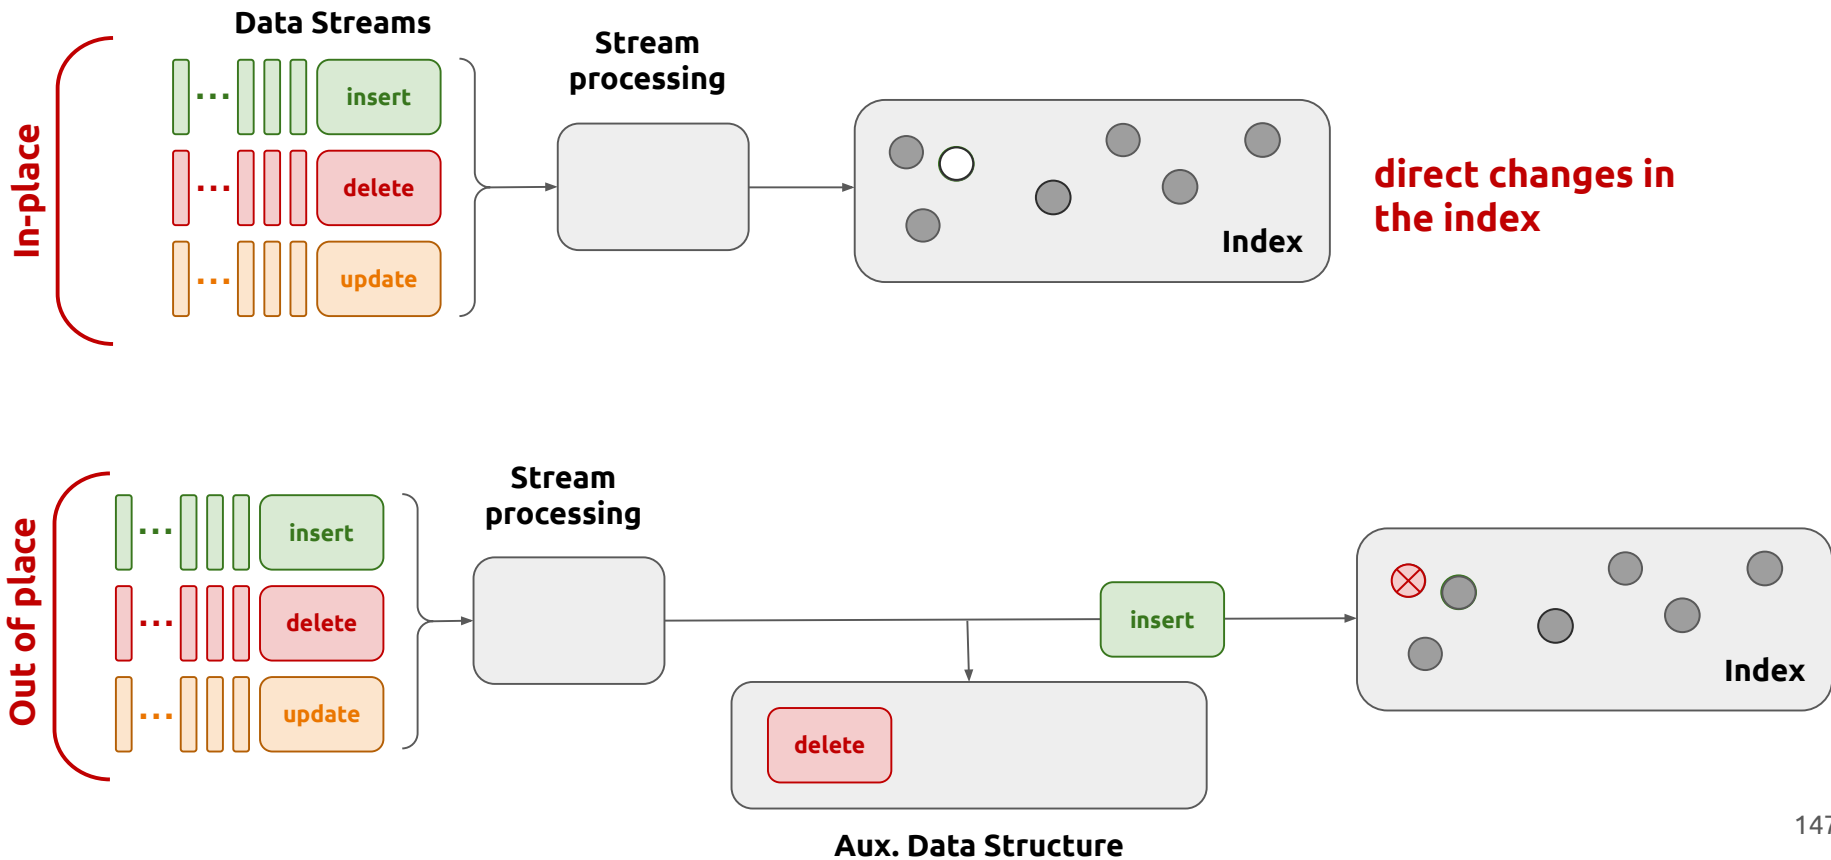 Data Streams
In-place
insert
delete
update
Stream
processing
Index
direct changes in
the index
Out of place
insert
delete
update
Stream
processing
insert
delete
Aux. Data Structure
Index
147